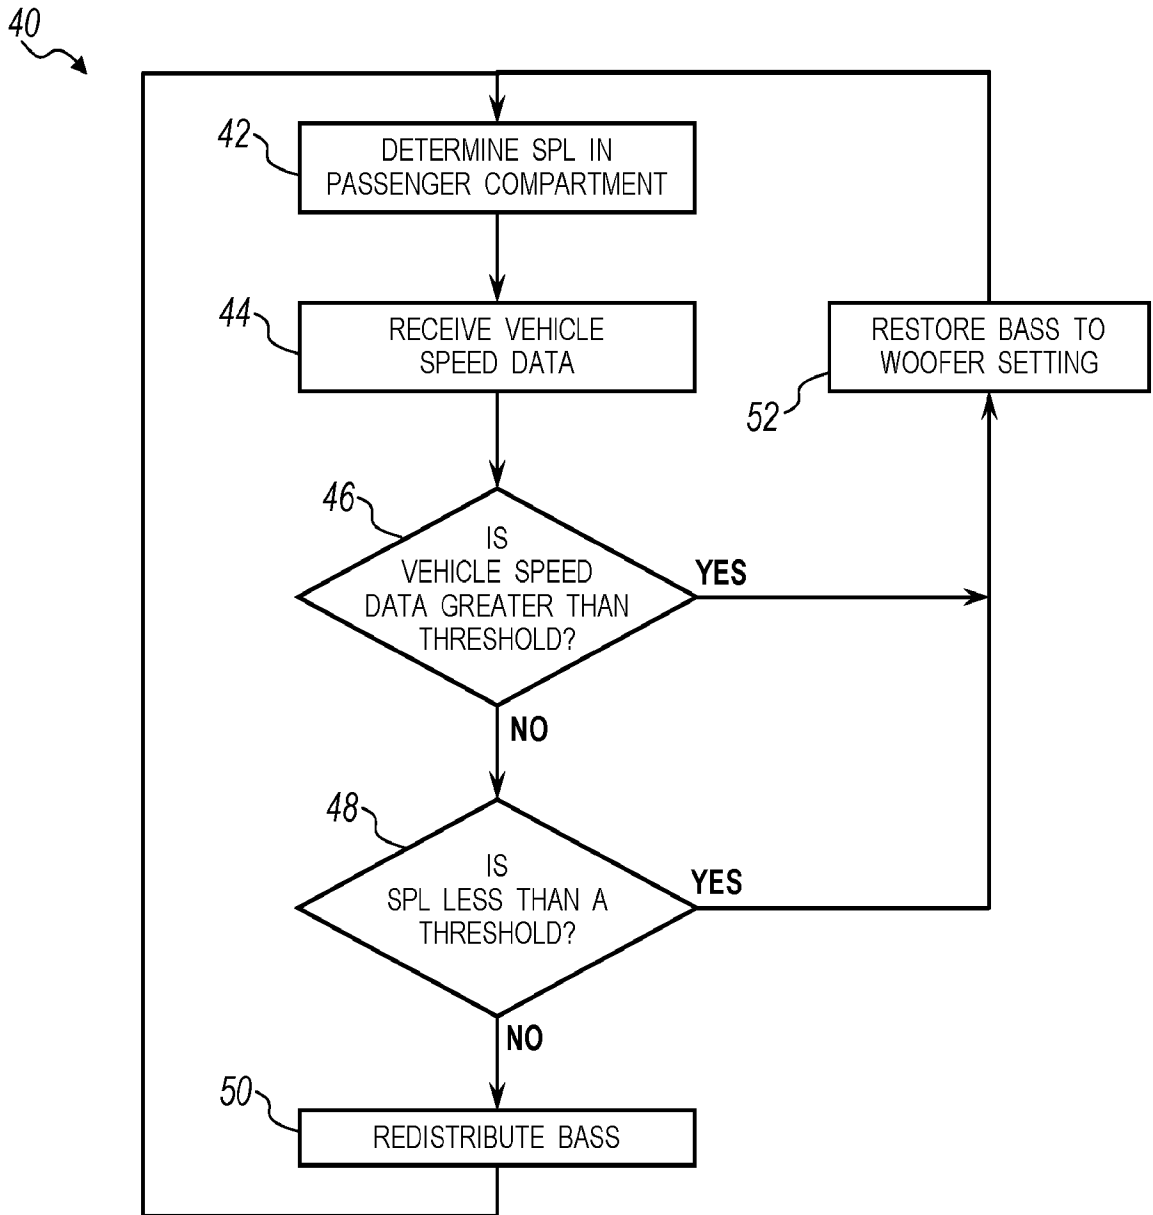 40
42
DETERMINE SPL IN
PASSENGER COMPARTMENT
44
RECEIVE VEHICLE
SPEED DATA
RESTORE BASS TO
WOOFER SETTING
52
46
IS
VEHICLE SPEED
DATA GREATER THAN
THRESHOLD?
YES
NO
48
IS
SPL LESS THAN A
THRESHOLD?
YES
NO
50
REDISTRIBUTE BASS